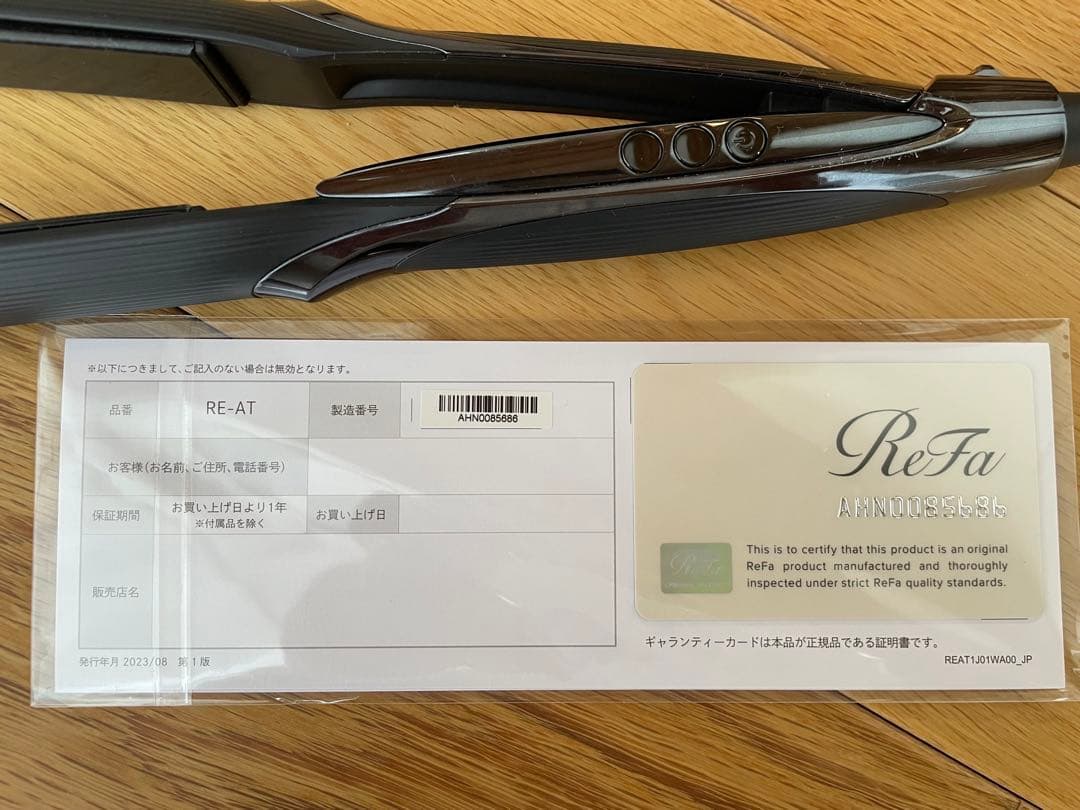 ※以下につきまして、ご記入のない場合は無効となります。
品番
RE-AT
製造番号
AHN0085686
お客様(お名前、ご住所、電話番号)
保証期間
お買い上げ日より1年
※付属品を除く
お買い上げ日
販売店名
発行年月 2023/08 第1版
ReFa
AHN0085686
ReFa
This is to certify that this product is an original
ReFa product manufactured and thoroughly
inspected under strict ReFa quality standards.
ギャランティーカードは本品が正規品である証明書です。
REAT1J01WA00_JP